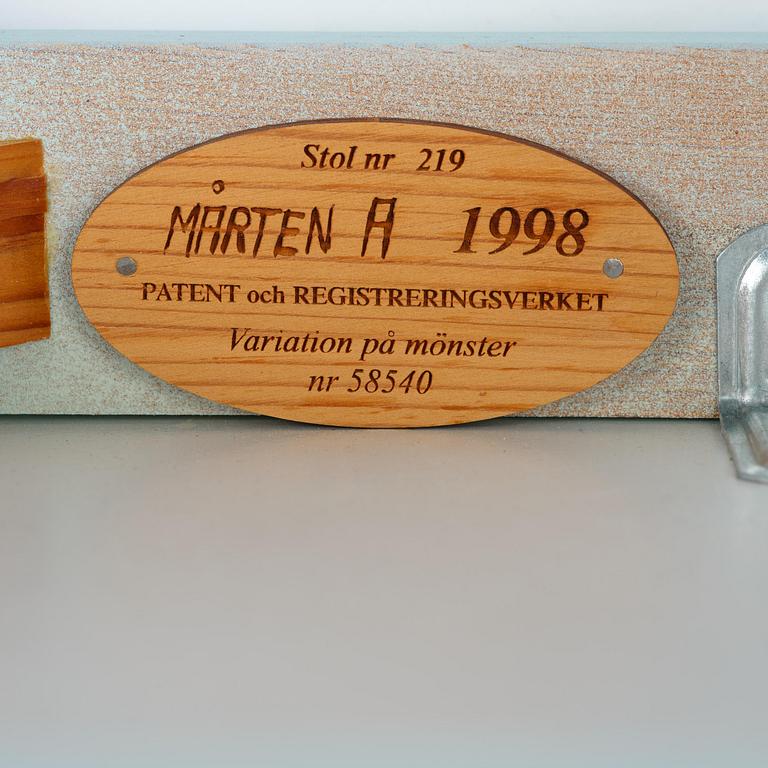 Stol nr 219
MÅRTEN A 1998
PATENT och REGISTRERINGSVERKET
Variation på mönster
nr 58540